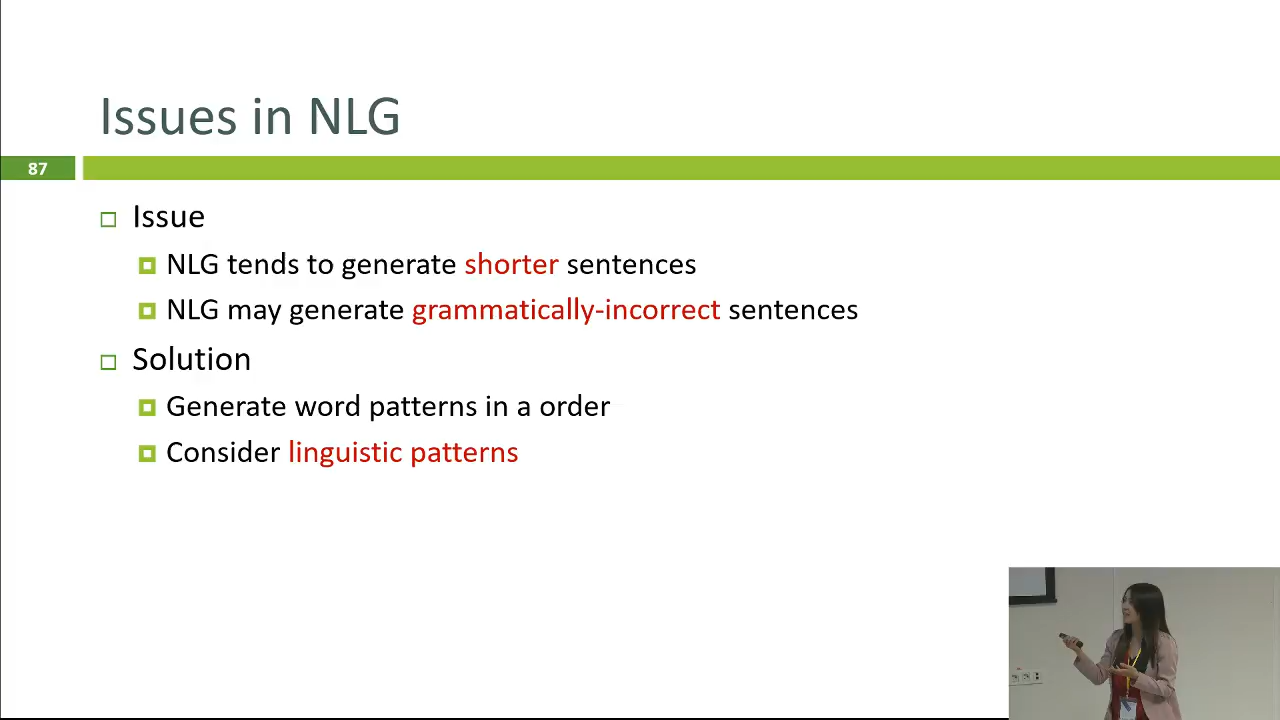 Issues in NLG
87
Issue
NLG tends to generate shorter sentences
NLG may generate grammatically-incorrect sentences
Solution
Generate word patterns in a order
Consider linguistic patterns